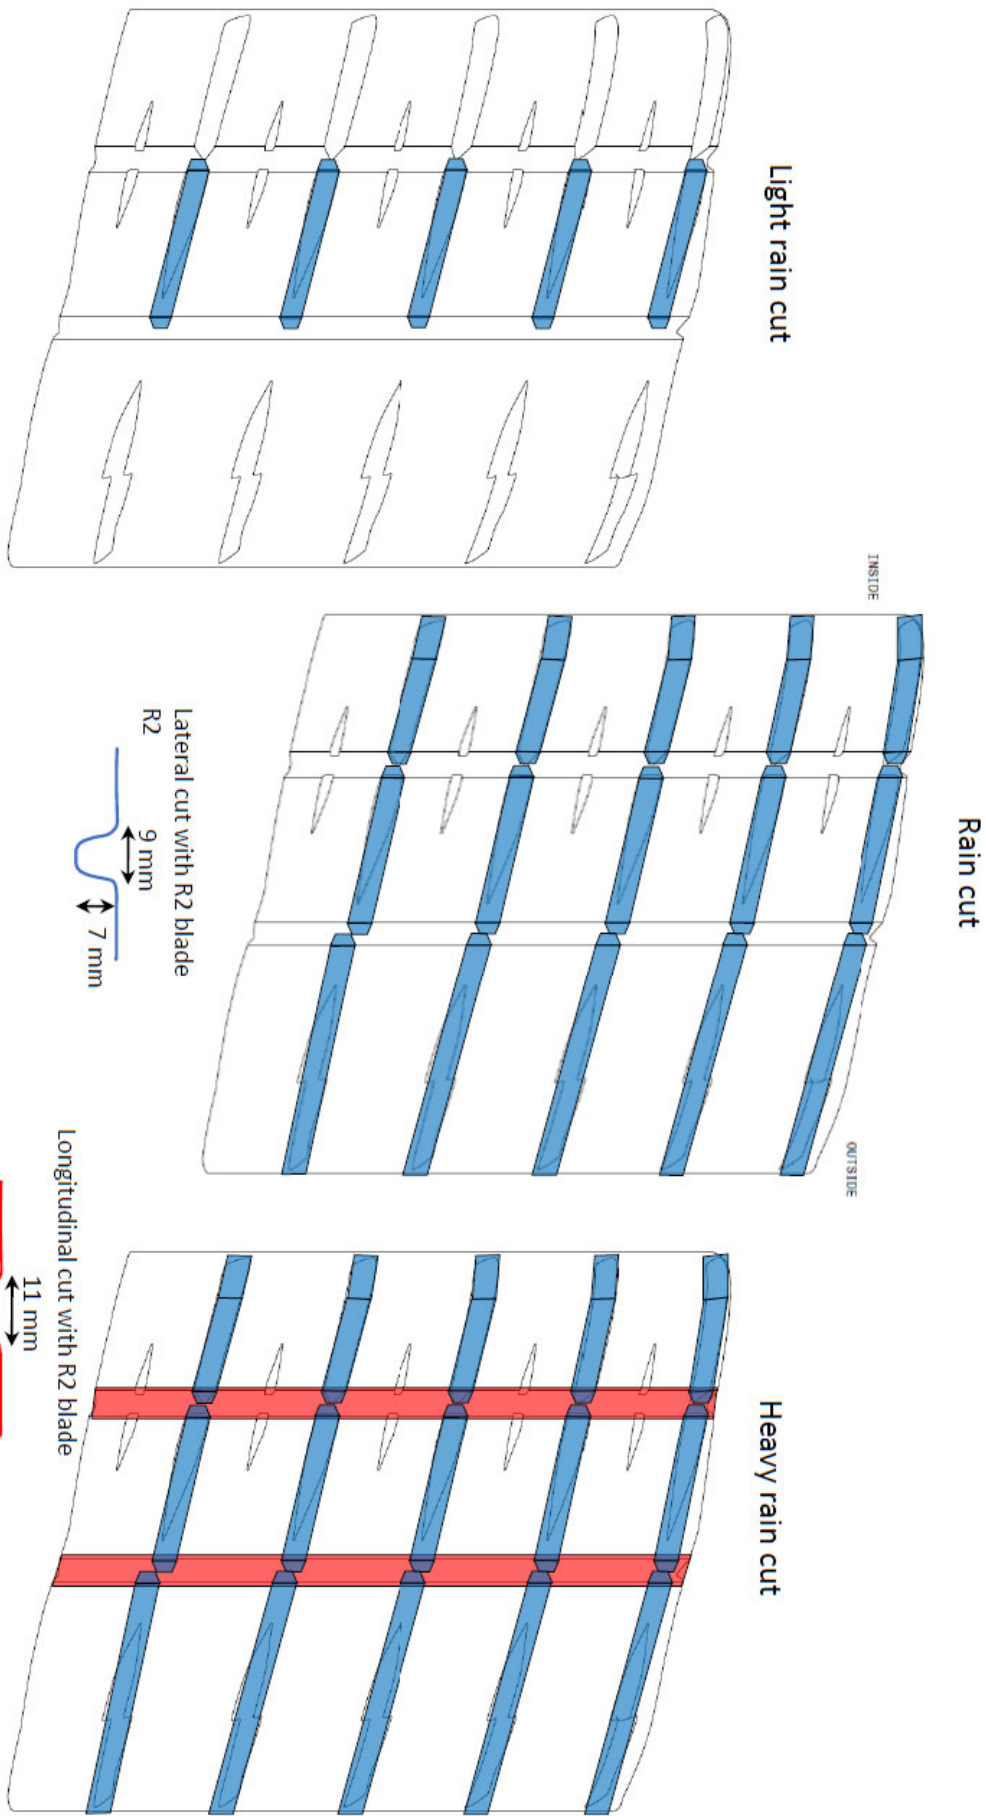 Light rain cut
Rain cut
Heavy rain cut
INSIDE
OUTSIDE
Lateral cut with R2 blade
R2
9 mm
7 mm
Longitudinal cut with R2 blade
11 mm